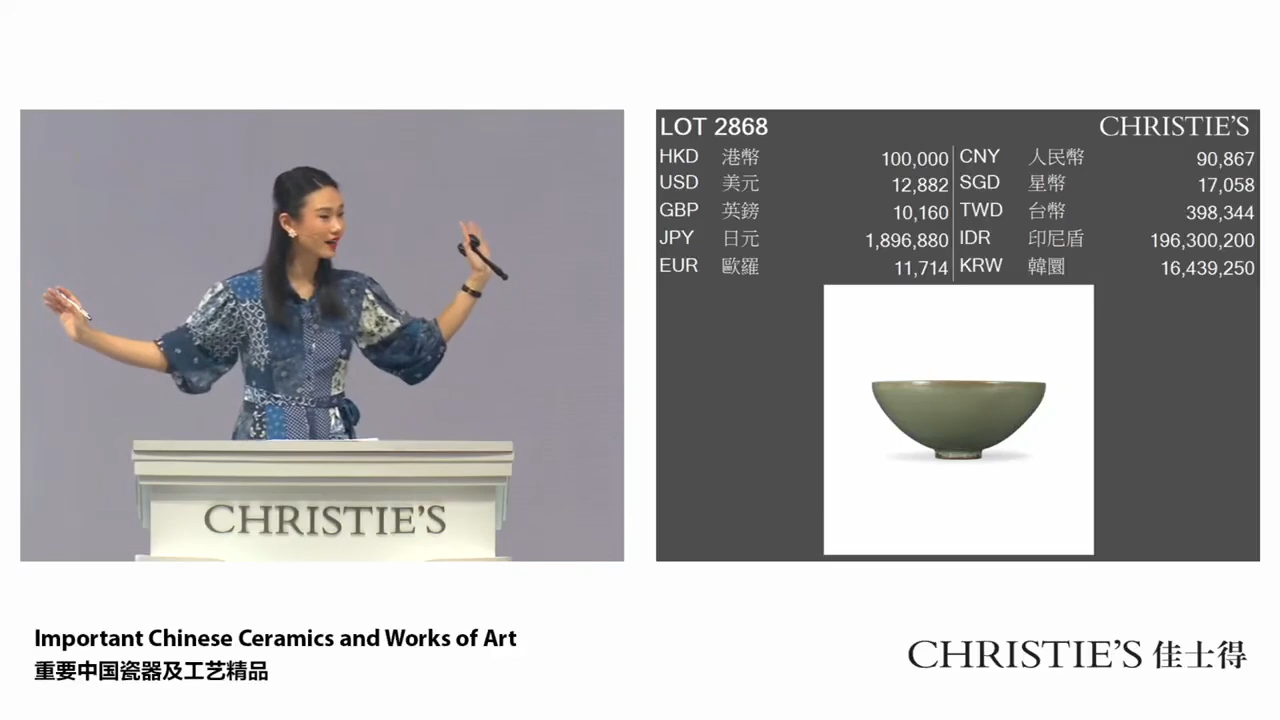 CHRISTIE'S
LOT 2868 CHRISTIE'S
HKD 港幣 100,000 CNY 人民幣 90,867
USD 美元 12,882 SGD 星幣 17,058
GBP 英鎊 10,160 TWD 台幣 398,344
JPY 日元 1,896,880 IDR 印尼盾 196,300,200
EUR 歐羅 11,714 KRW 韓圜 16,439,250
Important Chinese Ceramics and Works of Art
重要中国瓷器及工艺精品
CHRISTIE'S 佳士得